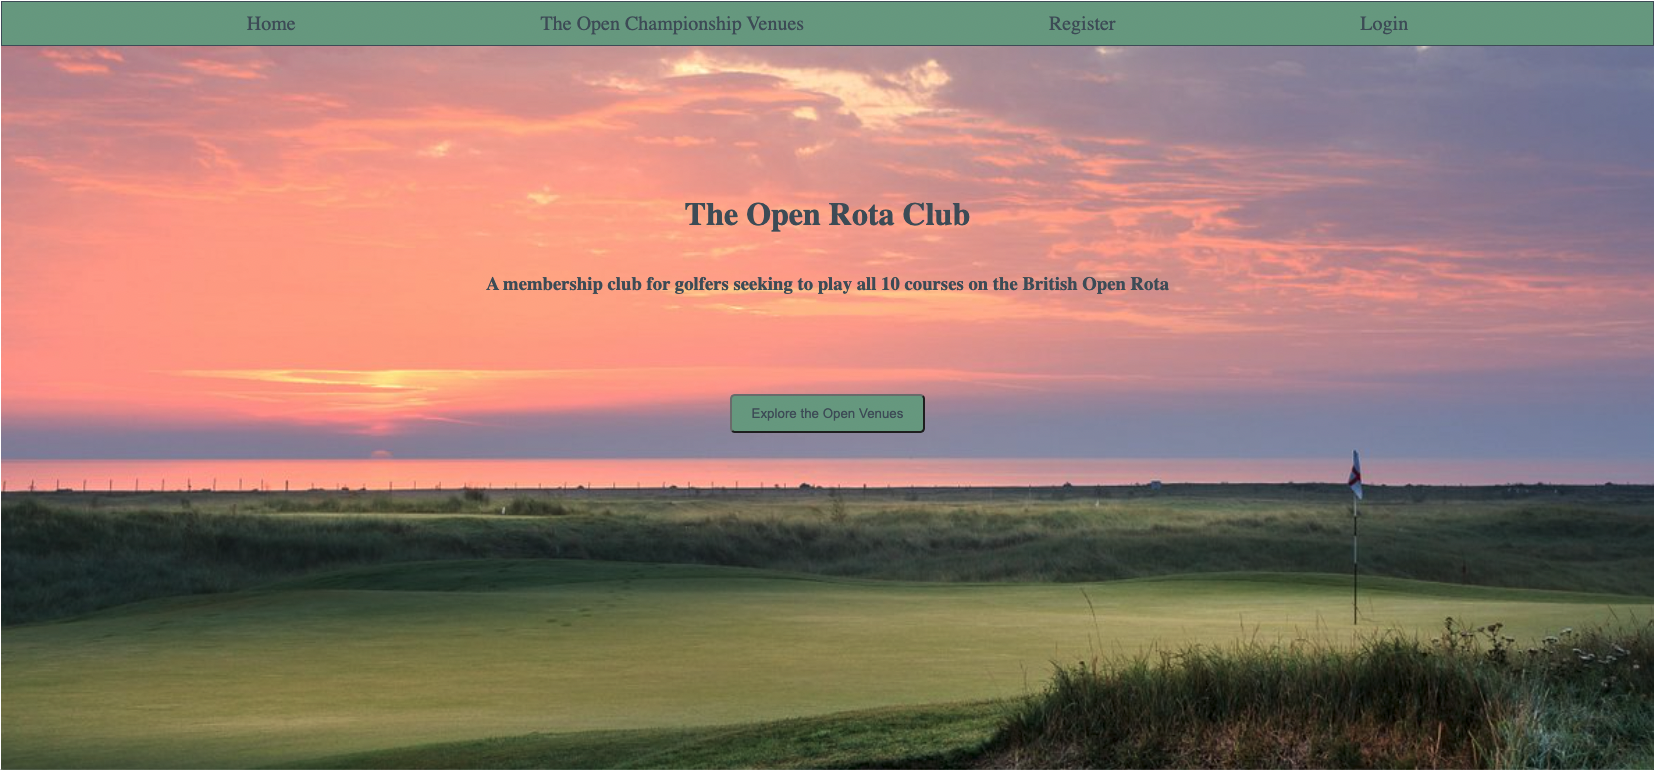 Home The Open Championship Venues Register Login
The Open Rota Club
A membership club for golfers seeking to play all 10 courses on the British Open Rota
Explore the Open Venues